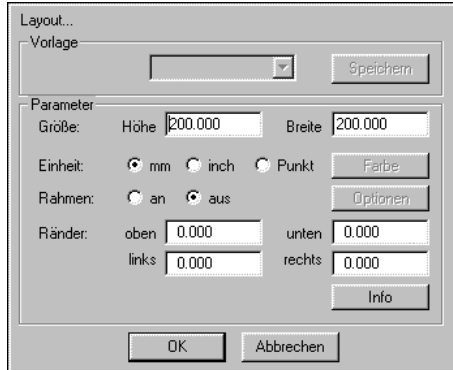 Layout...
Vorlage
Speichern
Parameter
Größe: Höhe 200.000 Breite 200.000
Einheit: mm inch Punkt Farbe
Rahmen: an aus Optionen
Ränder: oben 0.000 unten 0.000
links 0.000 rechts 0.000
Info
OK Abbrechen